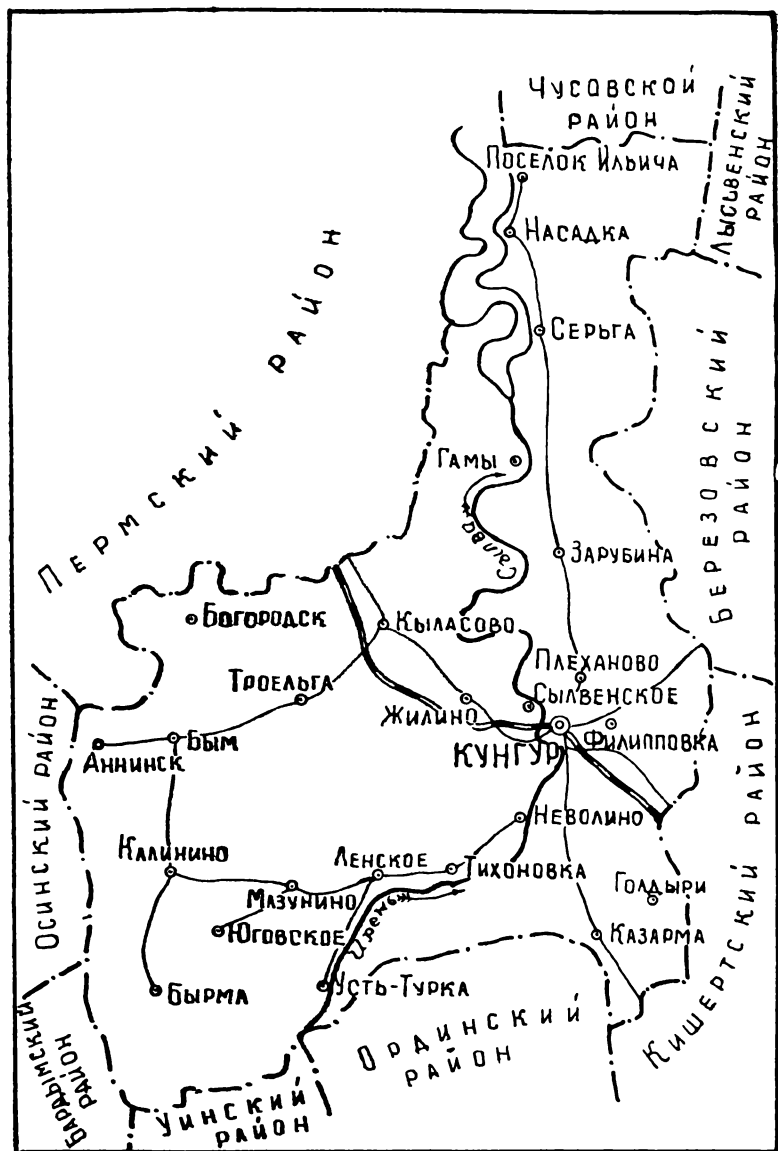 ЧУСОВСКОЙ
РАЙОН
ЛЫСЬВЕНСКИЙ
РАЙОН
ПОСЕЛОК ИЛЬИЧА
НАСАДКА
СЕРЬГА
ПЕРМСКИЙ РАЙОН
БЕРЕЗОВСКИЙ
РАЙОН
ГАМЫ
Сылва
ЗАРУБИНА
БОГОРОДСК
КЫЛАСОВО
ПЛЕХАНОВО
ТРОЕЛЬГА
СЫЛВЕНСКОЕ
ЖИЛИНО
ФИЛИППОВКА
КУНГУР
БЫМ
АННИНСК
ОСИНСКИЙ РАЙОН
НЕВОЛИНО
КАЛИНИНО
ЛЕНСКОЕ
ТИХОНОВКА
МАЗУНИНО
ГОЛДЫРИ
ЮГОВСКОЕ
Ирень
КАЗАРМА
БЫРМА
УСТЬ-ТУРКА
КИШЕРТСКИЙ РАЙОН
ОРДИНСКИЙ
РАЙОН
БАРДЫМСКИЙ
РАЙОН
УИНСКИЙ
РАЙОН